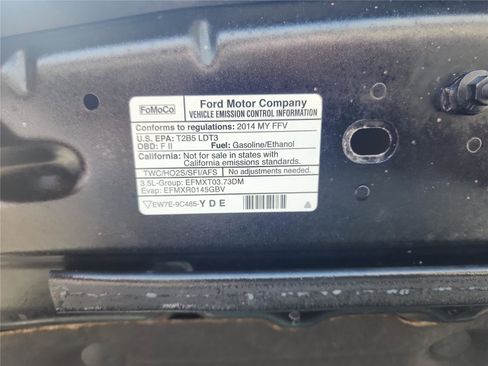 FoMoCo
Ford Motor Company
VEHICLE EMISSION CONTROL INFORMATION
Conforms to regulations: 2014 MY FFV
U.S. EPA: T2B5 LDT3
OBD: F II Fuel: Gasoline/Ethanol
California: Not for sale in states with
California emissions standards.
TWC/HO2S/SFI/AFS No adjustments needed.
3.5L-Group: EFMXT03.73DM
Evap: EFMXR0145GBV
EW7E-9C485-YDE